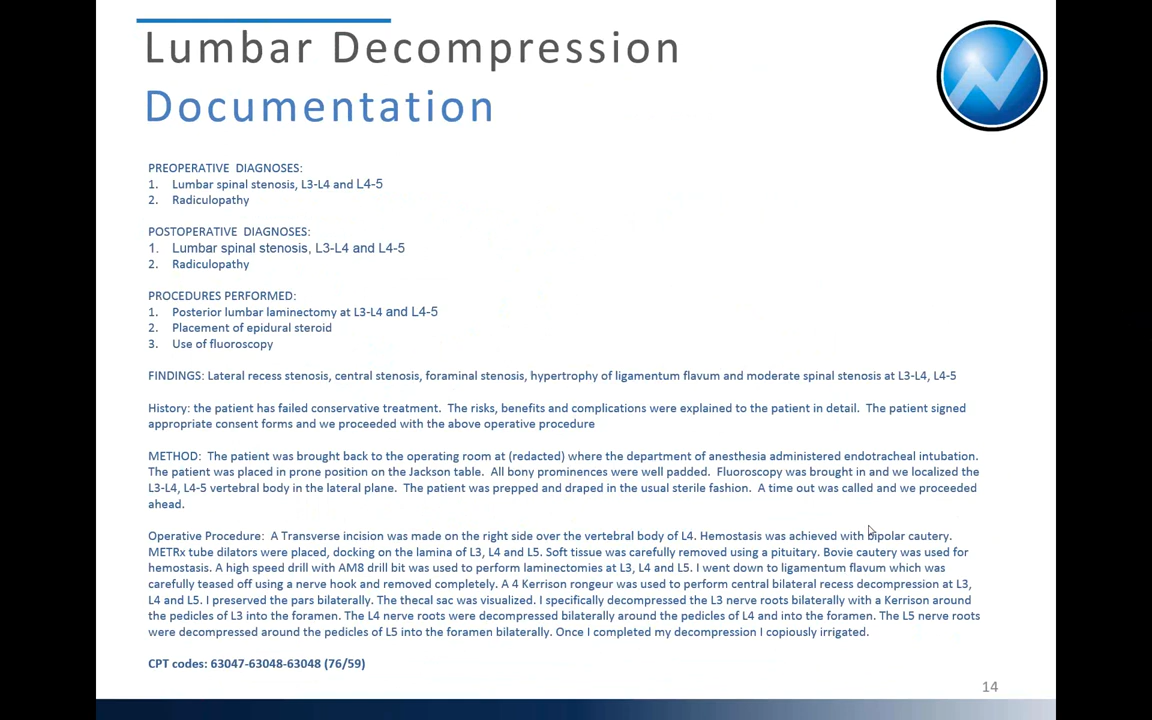 Lumbar Decompression
Documentation
PREOPERATIVE DIAGNOSES:
1. Lumbar spinal stenosis, L3-L4 and L4-5
2. Radiculopathy
POSTOPERATIVE DIAGNOSES:
1. Lumbar spinal stenosis, L3-L4 and L4-5
2. Radiculopathy
PROCEDURES PERFORMED:
1. Posterior lumbar laminectomy at L3-L4 and L4-5
2. Placement of epidural steroid
3. Use of fluoroscopy
FINDINGS: Lateral recess stenosis, central stenosis, foraminal stenosis, hypertrophy of ligamentum flavum and moderate spinal stenosis at L3-L4, L4-5
History: the patient has failed conservative treatment. The risks, benefits and complications were explained to the patient in detail. The patient signed
appropriate consent forms and we proceeded with the above operative procedure
METHOD: The patient was brought back to the operating room at (redacted) where the department of anesthesia administered endotracheal intubation.
The patient was placed in prone position on the Jackson table. All bony prominences were well padded. Fluoroscopy was brought in and we localized the
L3-L4, L4-5 vertebral body in the lateral plane. The patient was prepped and draped in the usual sterile fashion. A time out was called and we proceeded
ahead.
Operative Procedure: A Transverse incision was made on the right side over the vertebral body of L4. Hemostasis was achieved with bipolar cautery.
METRx tube dilators were placed, docking on the lamina of L3, L4 and L5. Soft tissue was carefully removed using a pituitary. Bovie cautery was used for
hemostasis. A high speed drill with AM8 drill bit was used to perform laminectomies at L3, L4 and L5. I went down to ligamentum flavum which was
carefully teased off using a nerve hook and removed completely. A 4 Kerrison rongeur was used to perform central bilateral recess decompression at L3,
L4 and L5. I preserved the pars bilaterally. The thecal sac was visualized. I specifically decompressed the L3 nerve roots bilaterally with a Kerrison around
the pedicles of L3 into the foramen. The L4 nerve roots were decompressed bilaterally around the pedicles of L4 and into the foramen. The L5 nerve roots
were decompressed around the pedicles of L5 into the foramen bilaterally. Once I completed my decompression I copiously irrigated.
CPT codes: 63047-63048-63048 (76/59)
14